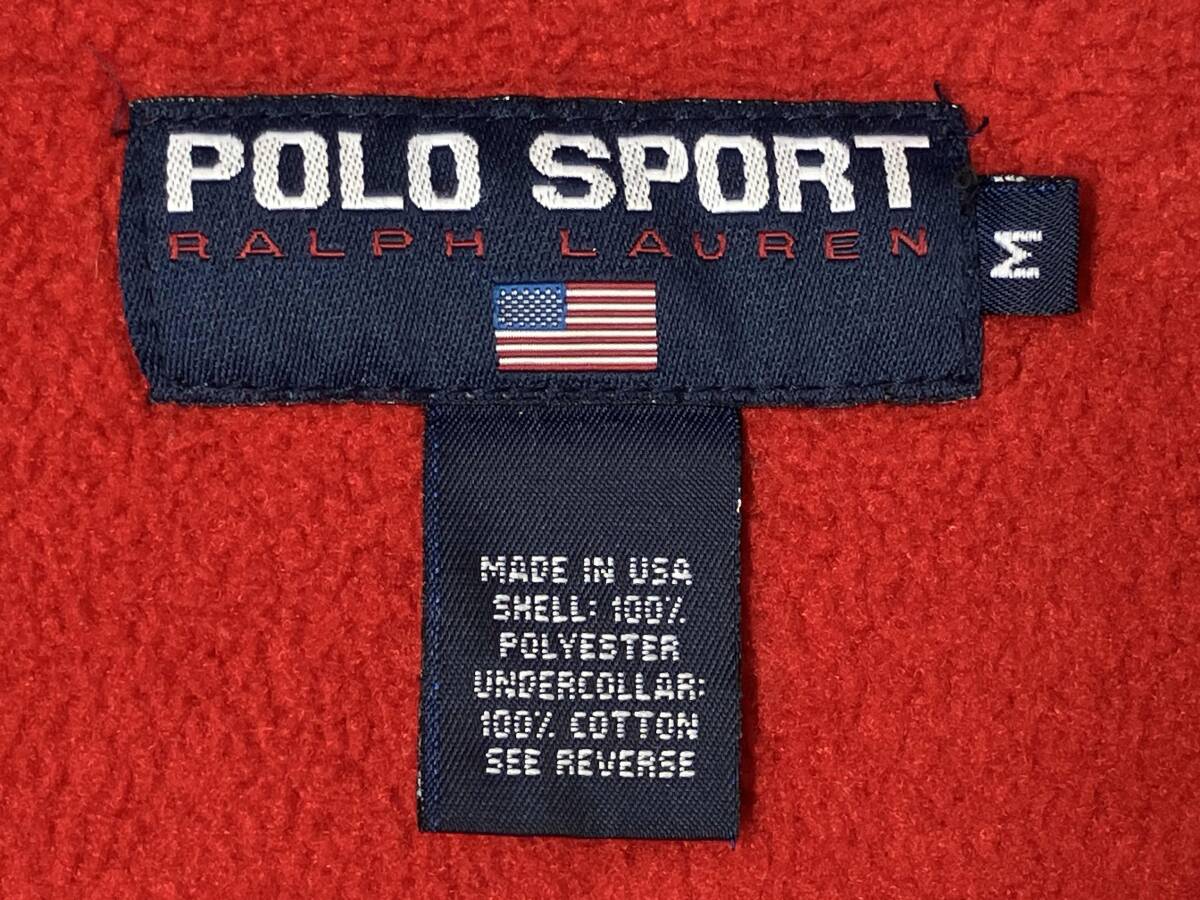 POLO SPORT
RALPH LAUREN
M
MADE IN USA
SHELL: 100%
POLYESTER
UNDERCOLLAR:
100% COTTON
SEE REVERSE